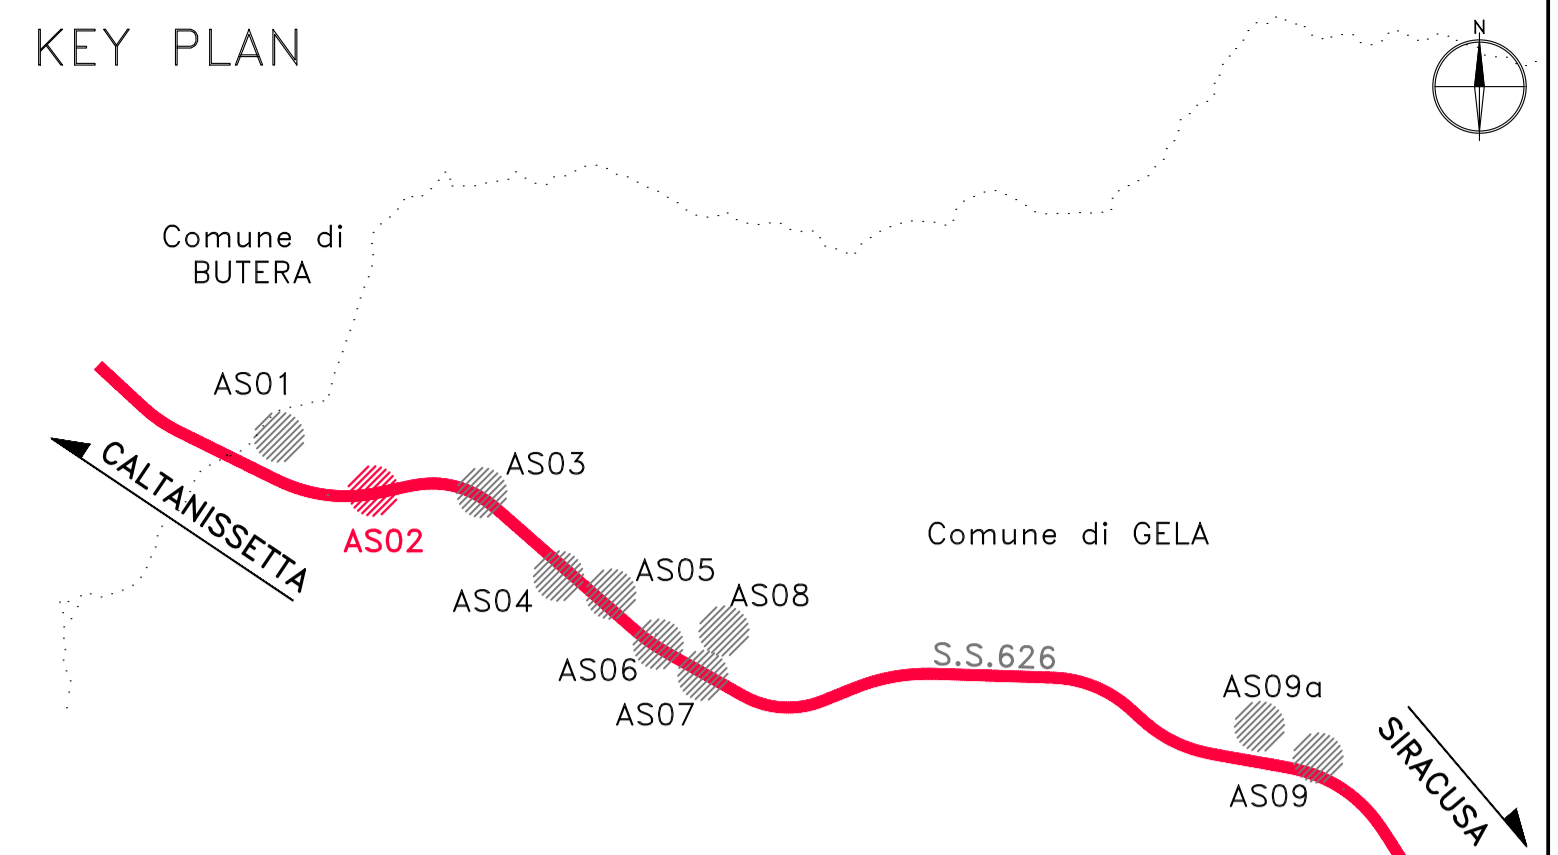 KEY PLAN
N
Comune di
BUTERA
AS01
CALTANISSETTA
AS02
AS03
AS04
AS05
AS08
AS06
AS07
Comune di GELA
S.S.626
AS09a
AS09
SIRACUSA